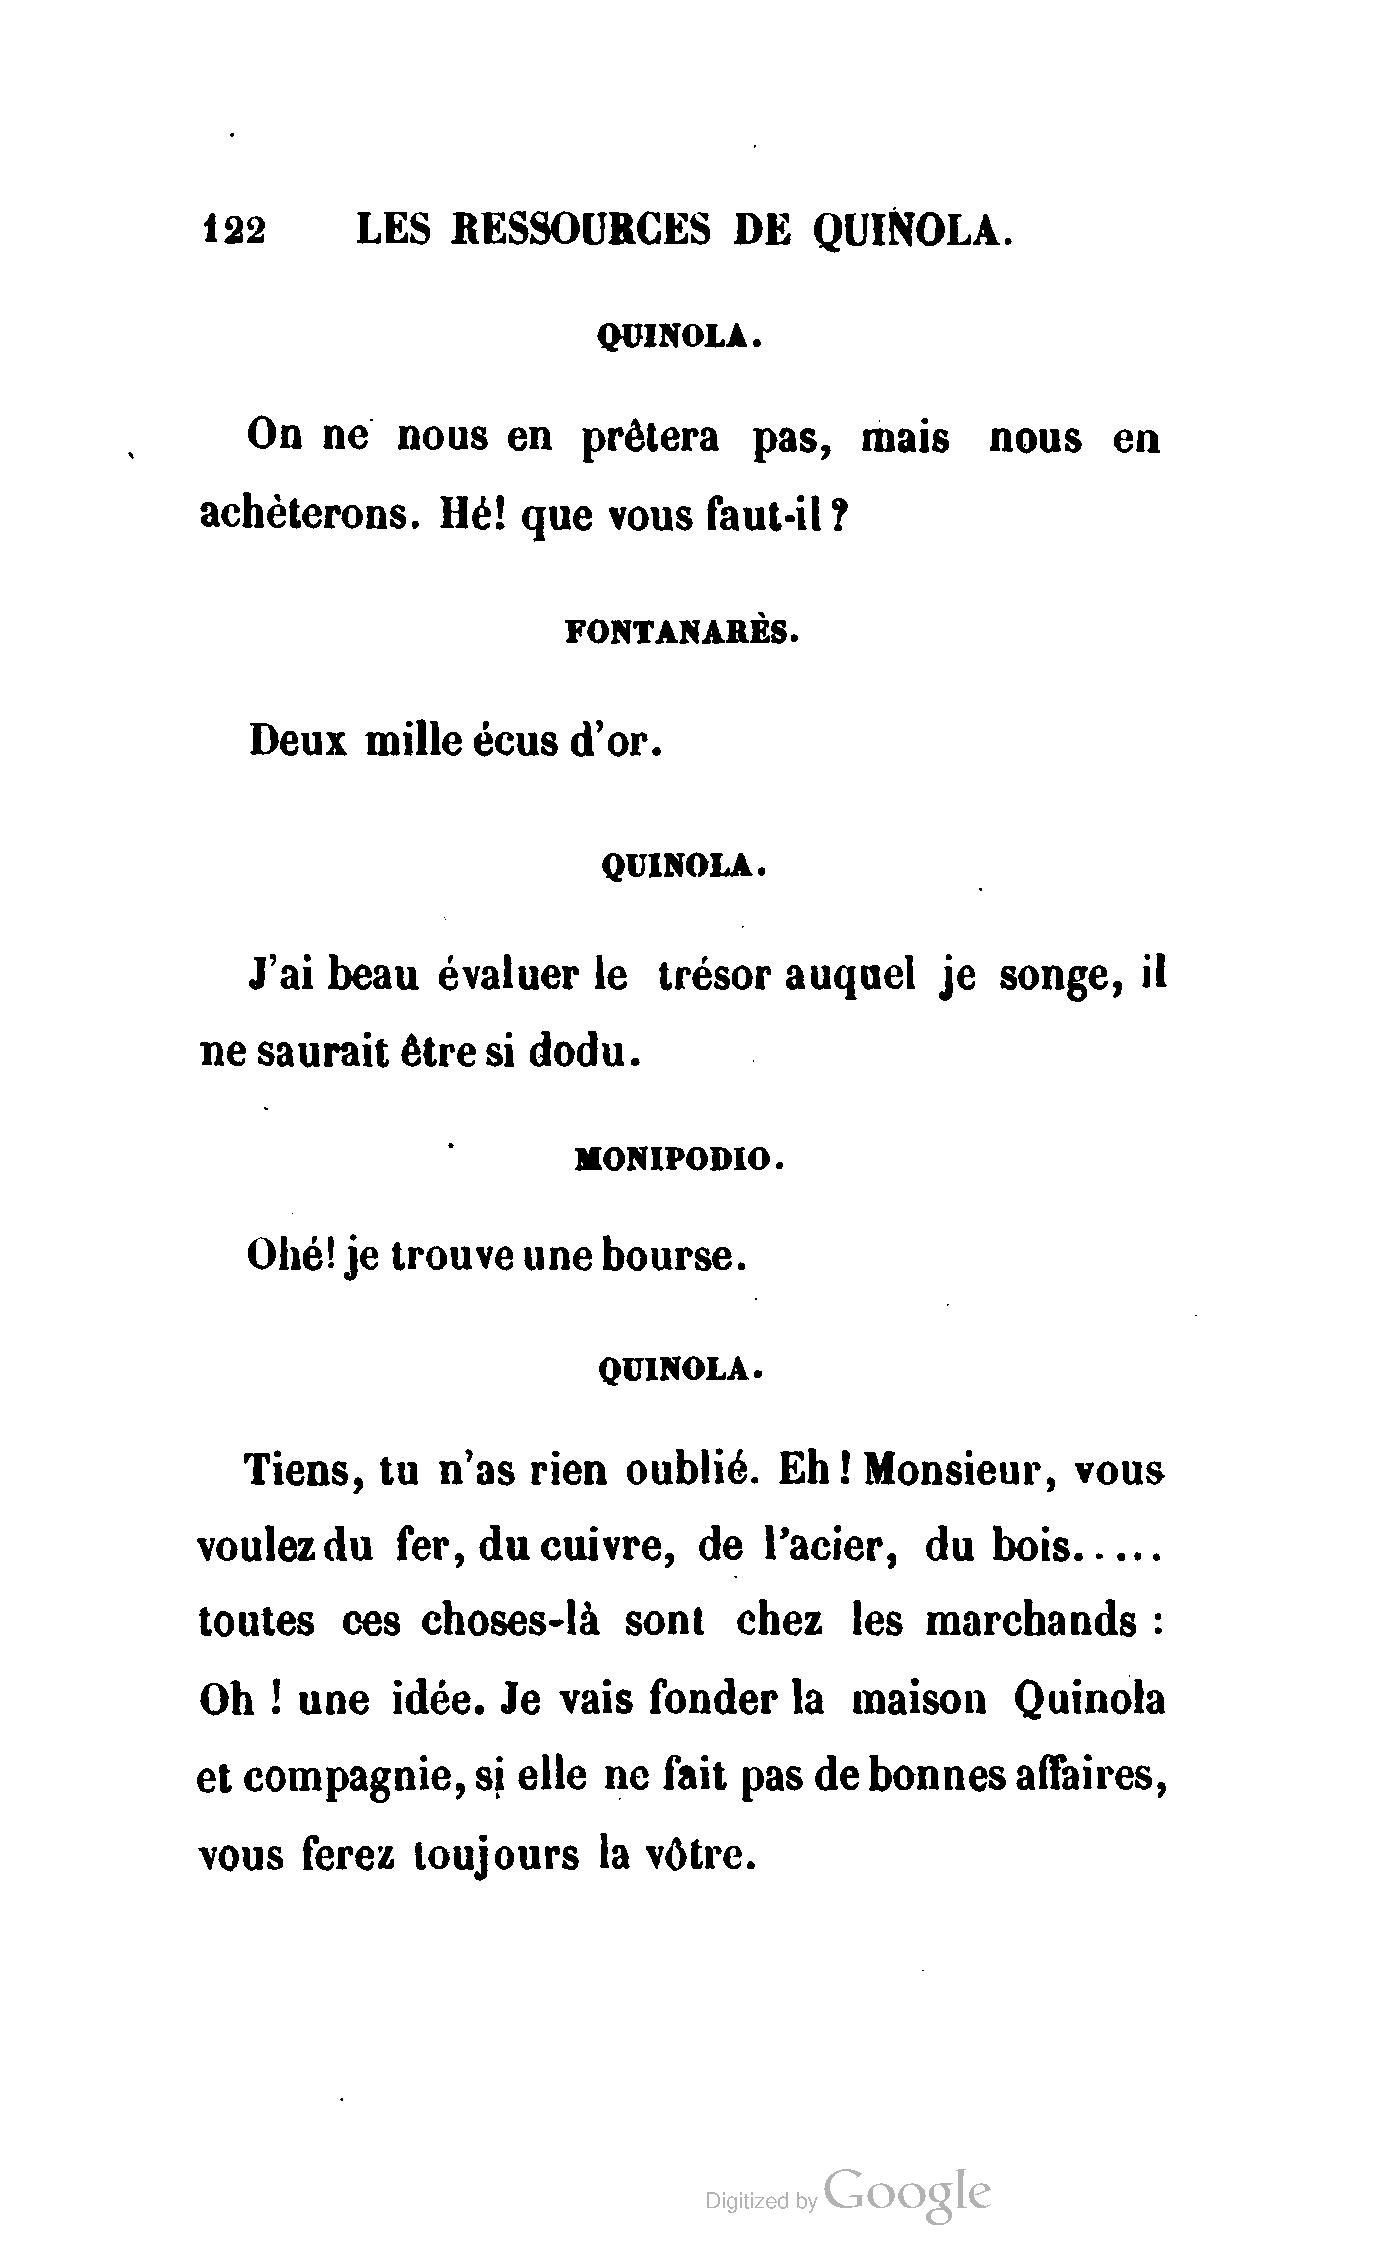 122 LES RESSOURCES DE QUINOLA.
QUINOLA.
On ne nous en prêtera pas, mais nous en
achèterons. Hé! que vous faut-il?
FONTANARÈS.
Deux mille écus d'or.
QUINOLA.
J'ai beau évaluer le trésor auquel je songe, il
ne saurait être si dodu.
MONIPODIO.
Ohé! je trouve une bourse.
QUINOLA.
Tiens, tu n'as rien oublié. Eh! Monsieur, vous
voulez du fer, du cuivre, de l'acier, du bois.....
toutes ces choses-là sont chez les marchands :
Oh ! une idée. Je vais fonder la maison Quinola
et compagnie, si elle ne fait pas de bonnes affaires,
vous ferez toujours la vôtre.
Digitized by Google